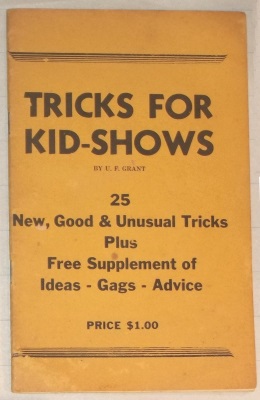 TRICKS FOR
KID-SHOWS
BY U. F. GRANT
25
New, Good & Unusual Tricks
Plus
Free Supplement of
Ideas - Gags - Advice
PRICE $1.00